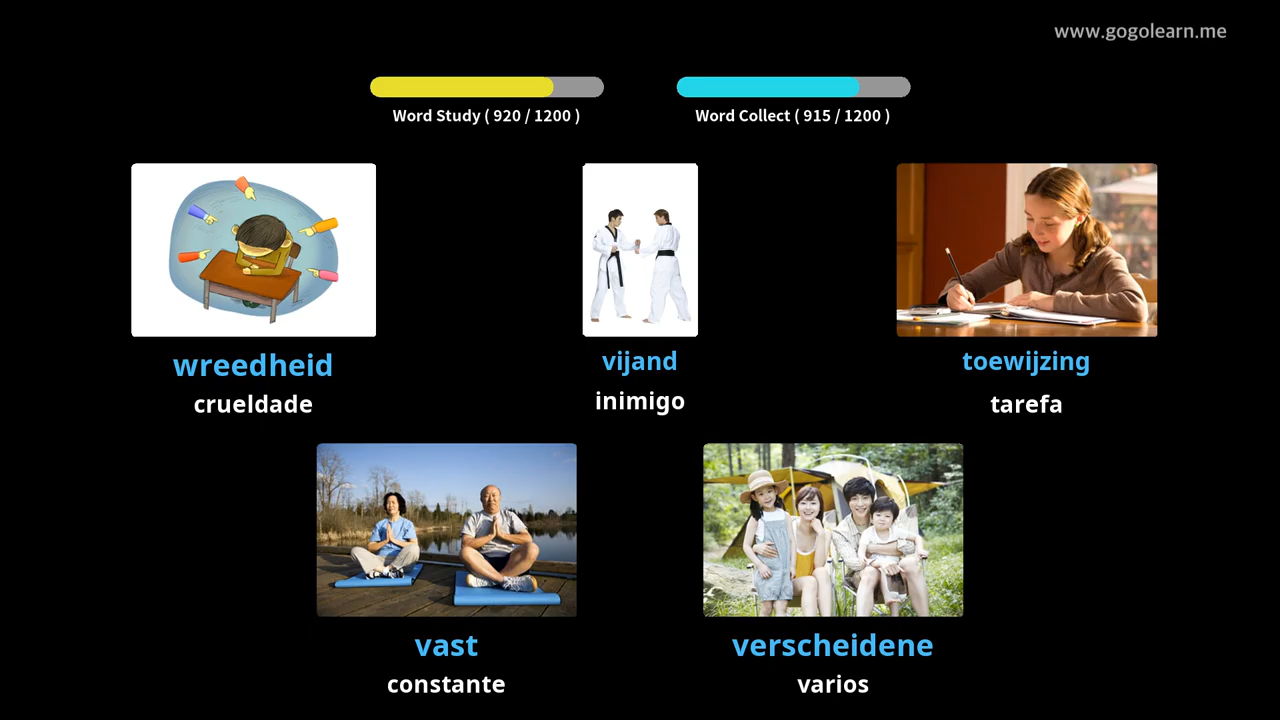 www.gogolearn.me
Word Study ( 920 / 1200 )
Word Collect ( 915 / 1200 )
wreedheid
crueldade
vijand
inimigo
toewijzing
tarefa
vast
constante
verscheidene
varios